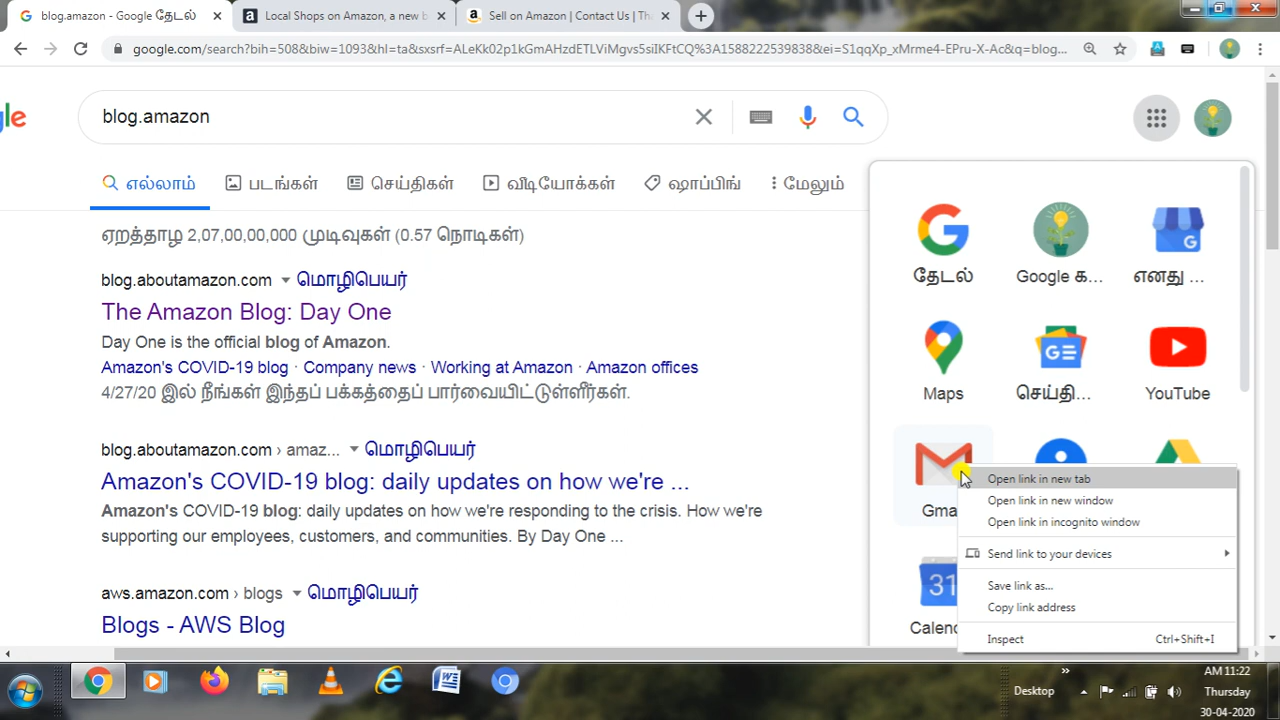 blog.amazon - Google தேடல்
Local Shops on Amazon, a new b
Sell on Amazon | Contact Us | Tha
google.com/search?bih=508&biw=1093&hl=ta&sxsrf=ALeKk02p1kGmAHzdETLViMgvs5siIKFtCQ%3A1588222539838&ei=S1qqXp_xMrme4-EPru-X-Ac&q=blog...
gle
blog.amazon
எல்லாம்
படங்கள்
செய்திகள்
வீடியோக்கள்
ஷாப்பிங்
மேலும்
ஏறத்தாழ 2,07,00,00,000 முடிவுகள் (0.57 நொடிகள்)
blog.aboutamazon.com மொழிபெயர்
The Amazon Blog: Day One
Day One is the official blog of Amazon.
Amazon's COVID-19 blog · Company news · Working at Amazon · Amazon offices
4/27/20 இல் நீங்கள் இந்தப் பக்கத்தைப் பார்வையிட்டுள்ளீர்கள்.
blog.aboutamazon.com › amaz... மொழிபெயர்
Amazon's COVID-19 blog: daily updates on how we're ...
Amazon's COVID-19 blog: daily updates on how we're responding to the crisis. How we're
supporting our employees, customers, and communities. By Day One ...
aws.amazon.com › blogs மொழிபெயர்
Blogs - AWS Blog
தேடல்
Google க...
எனது ...
Maps
செய்தி...
YouTube
Gma
31
Calend
Open link in new tab
Open link in new window
Open link in incognito window
Send link to your devices
Save link as...
Copy link address
Inspect Ctrl+Shift+I
Desktop
AM 11:22
Thursday
30-04-2020